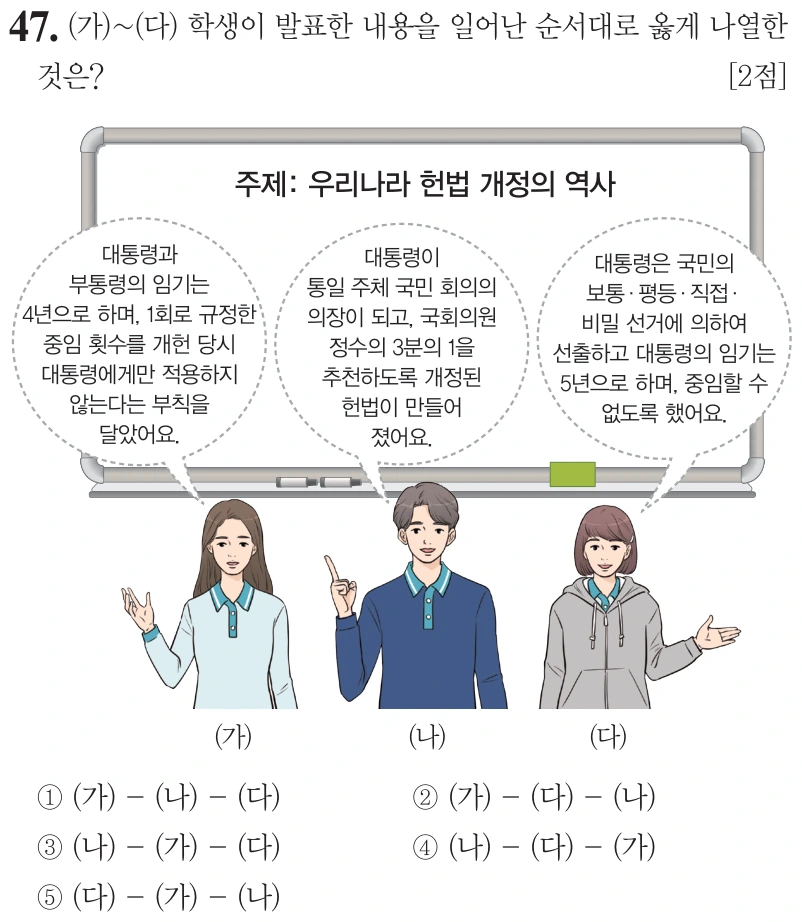 47. (가)~(다) 학생이 발표한 내용을 일어난 순서대로 옳게 나열한
것은? [2점]
주제: 우리나라 헌법 개정의 역사
대통령과
부통령의 임기는
4년으로 하며, 1회로 규정한
중임 횟수를 개헌 당시
대통령에게만 적용하지
않는다는 부칙을
달았어요.
대통령이
통일 주체 국민 회의의
의장이 되고, 국회의원
정수의 3분의 1을
추천하도록 개정된
헌법이 만들어
졌어요.
대통령은 국민의
보통·평등·직접·
비밀 선거에 의하여
선출하고 대통령의 임기는
5년으로 하며, 중임할 수
없도록 했어요.
(가) (나) (다)
① (가) - (나) - (다) ② (가) - (다) - (나)
③ (나) - (가) - (다) ④ (나) - (다) - (가)
⑤ (다) - (가) - (나)